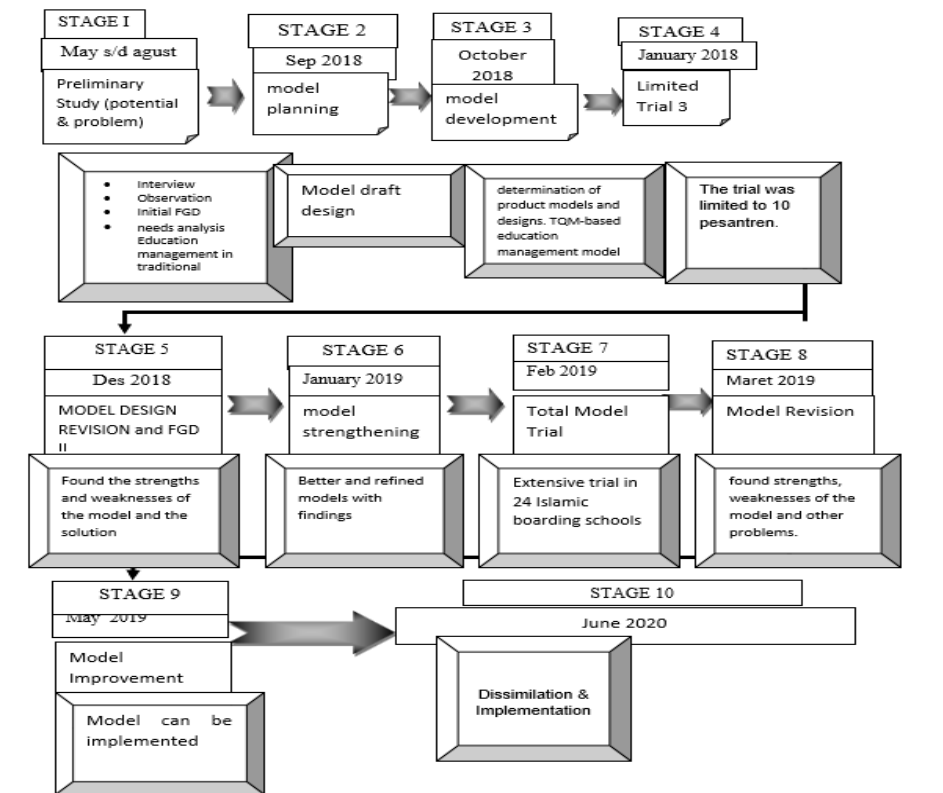 STAGE I
May s/d agust
Preliminary
Study (potential
& problem)
STAGE 2
Sep 2018
model
planning
STAGE 3
October
2018
model
development
STAGE 4
January 2018
Limited
Trial 3
• Interview
• Observation
• Initial FGD
• needs analysis
Education
management in
traditional
Model draft
design
determination of
product models and
designs. TQM-based
education
management model
The trial was
limited to 10
pesantren.
STAGE 5
Des 2018
MODEL DESIGN
REVISION and FGD
II
STAGE 6
January 2019
model
strengthening
STAGE 7
Feb 2019
Total Model
Trial
STAGE 8
Maret 2019
Model Revision
Found the strengths
and weaknesses of
the model and the
solution
Better and refined
models with
findings
Extensive trial in
24 Islamic
boarding schools
found strengths,
weaknesses of the
model and other
problems.
STAGE 9
May 2019
Model
Improvement
Model can be
implemented
STAGE 10
June 2020
Dissimilation &
Implementation